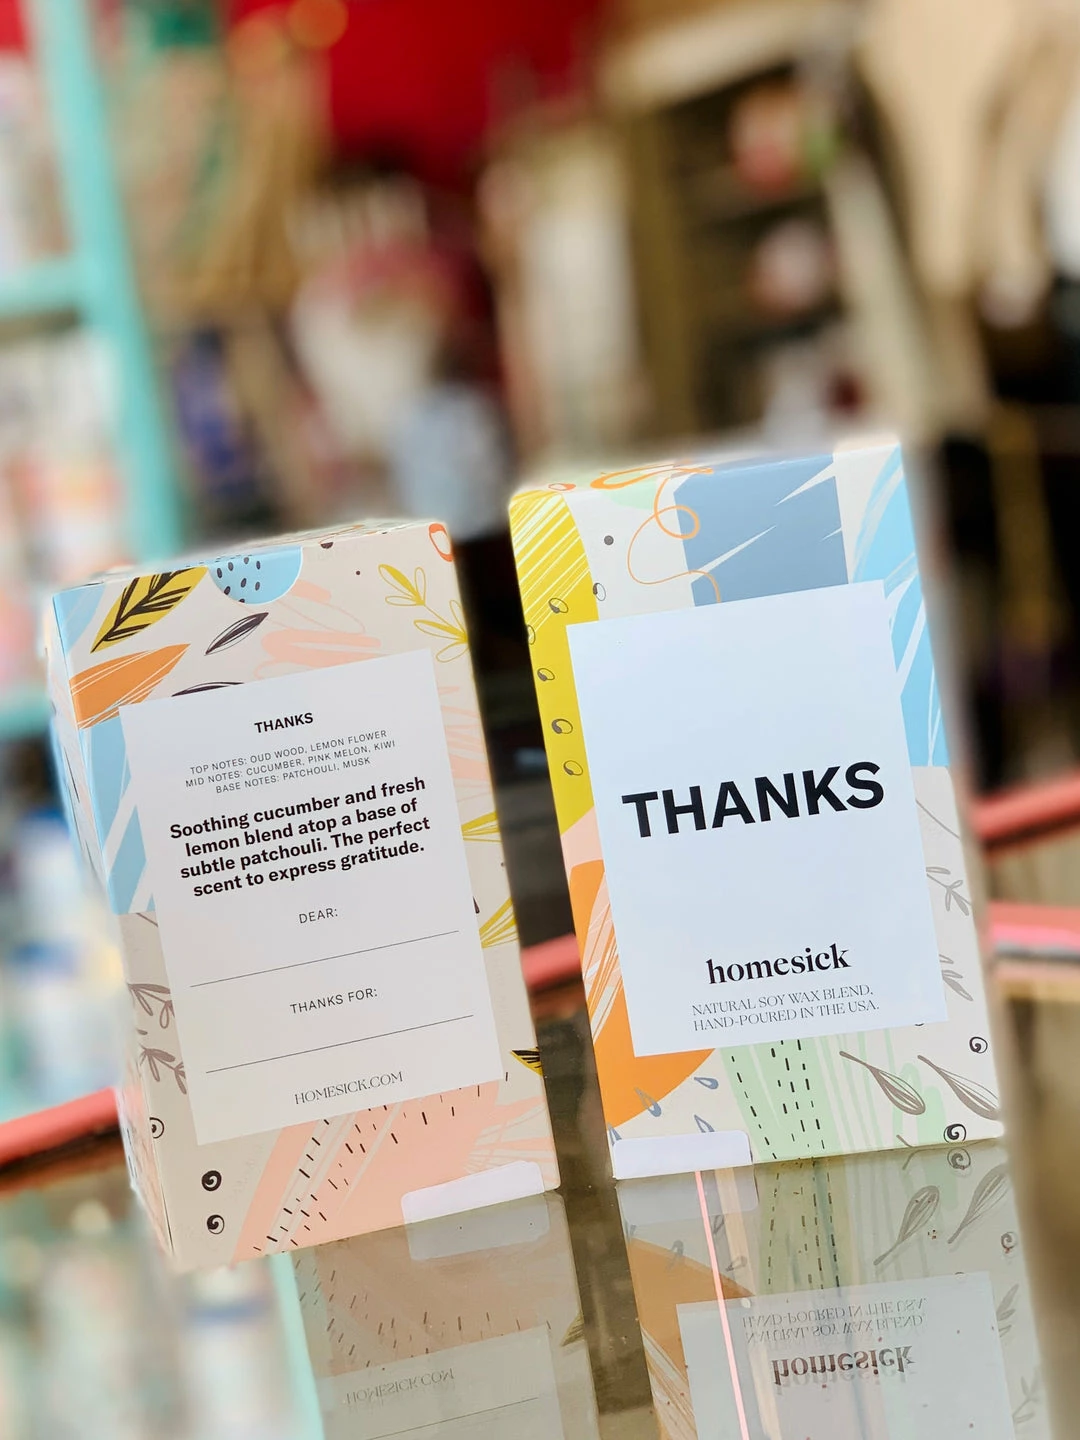 THANKS
TOP NOTES: OUD WOOD, LEMON FLOWER
MID NOTES: CUCUMBER, PINK MELON, KIWI
BASE NOTES: PATCHOULI, MUSK
Soothing cucumber and fresh
lemon blend atop a base of
subtle patchouli. The perfect
scent to express gratitude.
DEAR:
THANKS FOR:
HOMESICK.COM
THANKS
homesick
NATURAL SOY WAX BLEND.
HAND-POURED IN THE USA.